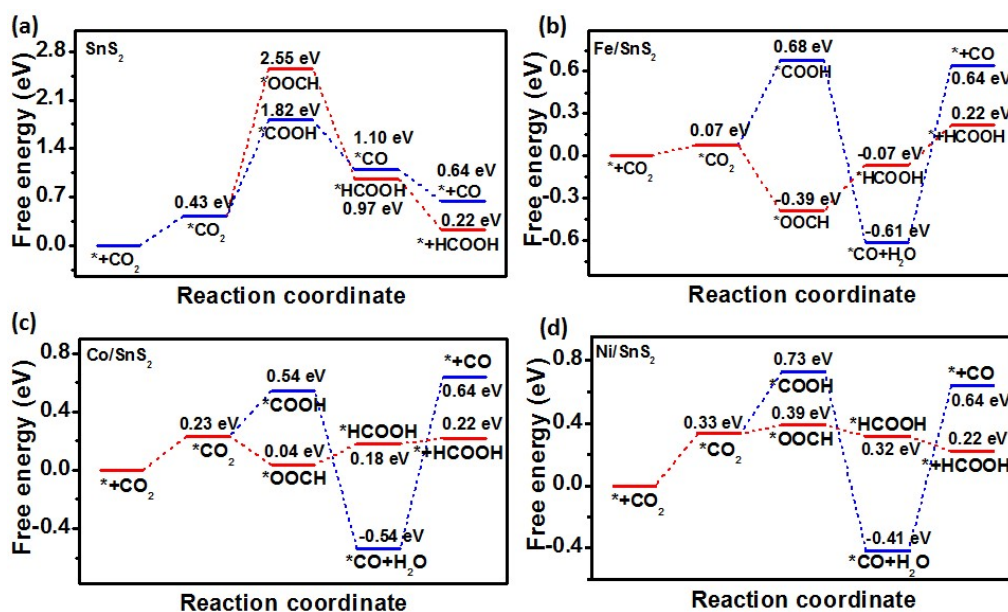 (a)
SnS2
Free energy (eV)
2.8
2.1
1.4
0.7
0.0
*+CO2
0.43 eV
*CO2
2.55 eV
*OOCH
1.82 eV
*COOH
1.10 eV
*CO
*HCOOH
0.97 eV
0.64 eV
*+CO
0.22 eV
*+HCOOH
Reaction coordinate
(b)
Fe/SnS2
Free energy (eV)
0.6
0.3
0.0
-0.3
-0.6
*+CO2
0.07 eV
*CO2
0.68 eV
*COOH
-0.39 eV
*OOCH
-0.07 eV
*HCOOH
-0.61 eV
*CO+H2O
*+CO
0.64 eV
0.22 eV
*+HCOOH
Reaction coordinate
(c)
Co/SnS2
Free energy (eV)
0.8
0.4
0.0
-0.4
*+CO2
0.23 eV
*CO2
0.54 eV
*COOH
0.04 eV
*OOCH
*HCOOH
0.18 eV
-0.54 eV
*CO+H2O
*+CO
0.64 eV
0.22 eV
*+HCOOH
Reaction coordinate
(d)
Ni/SnS2
Free energy (eV)
0.8
0.4
0.0
-0.4
*+CO2
0.33 eV
*CO2
0.73 eV
*COOH
0.39 eV
*OOCH
*HCOOH
0.32 eV
-0.41 eV
*CO+H2O
*+CO
0.64 eV
0.22 eV
*+HCOOH
Reaction coordinate